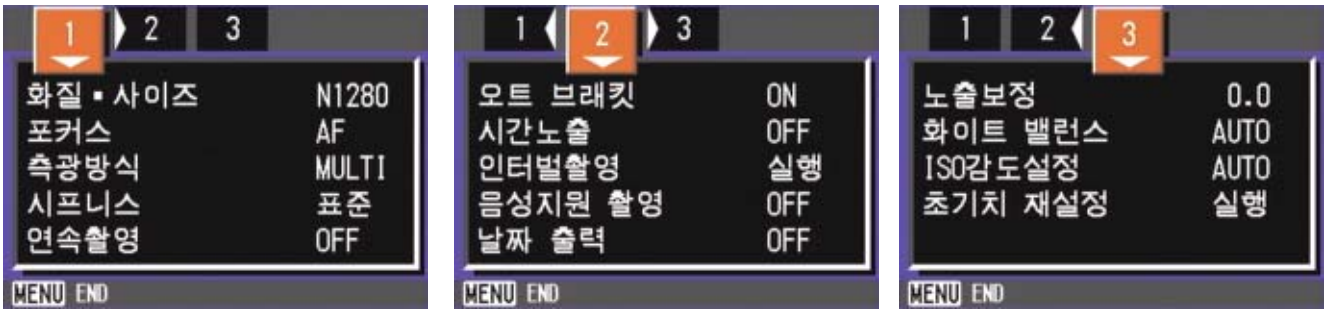 1 2 3
화질▪사이즈 N1280
포커스 AF
측광방식 MULTI
시프니스 표준
연속촬영 OFF
MENU END
1 2 3
오트 브래킷 ON
시간노출 OFF
인터벌촬영 실행
음성지원 촬영 OFF
날짜 출력 OFF
MENU END
1 2 3
노출보정 0.0
화이트 밸런스 AUTO
ISO감도설정 AUTO
초기치 재설정 실행
MENU END